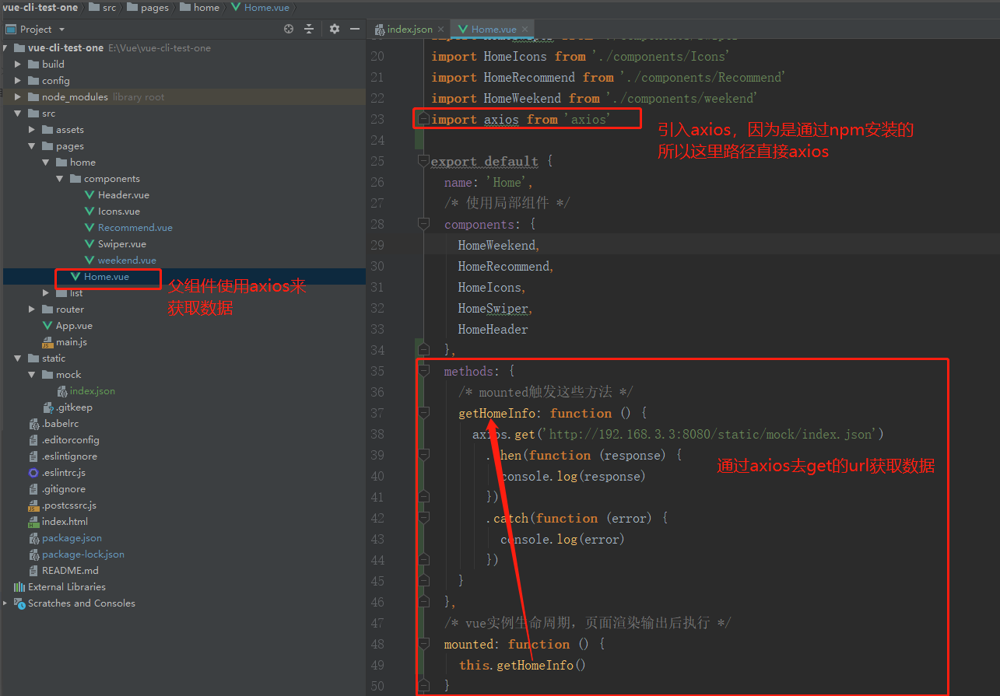 vue-cli-test-one src pages home Home.vue
Project
vue-cli-test-one E:\Vue\vue-cli-test-one
build
config
node_modules library root
src
assets
pages
home
components
Header.vue
Icons.vue
Recommend.vue
Swiper.vue
weekend.vue
Home.vue
父组件使用axios来
获取数据
list
router
App.vue
main.js
static
mock
index.json
.gitkeep
.babelrc
.editorconfig
.eslintignore
.eslintrc.js
.gitignore
.postcssrc.js
index.html
package.json
package-lock.json
README.md
External Libraries
Scratches and Consoles
index.json Home.vue
20 import HomeIcons from './components/Icons'
21 import HomeRecommend from './components/Recommend'
22 import HomeWeekend from './components/weekend'
23 import axios from 'axios'
引入axios，因为是通过npm安装的
所以这里路径直接axios
24
25 export default {
26 name: 'Home',
27 /* 使用局部组件 */
28 components: {
29 HomeWeekend,
30 HomeRecommend,
31 HomeIcons,
32 HomeSwiper,
33 HomeHeader
34 },
35 methods: {
36 /* mounted触发这些方法 */
37 getHomeInfo: function () {
38 axios.get('http://192.168.3.3:8080/static/mock/index.json')
39 .then(function (response) {
40 console.log(response)
41 })
通过axios去get的url获取数据
42 .catch(function (error) {
43 console.log(error)
44 })
45 }
46 },
47 /* vue实例生命周期，页面渲染输出后执行 */
48 mounted: function () {
49 this.getHomeInfo()
50 }